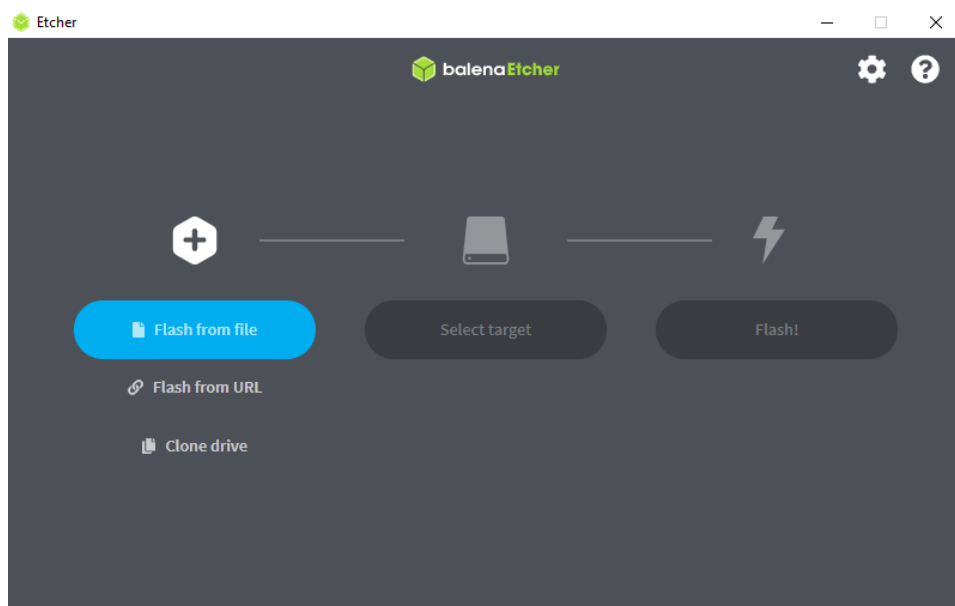 Etcher
balenaEtcher
Flash from file
Select target
Flash!
Flash from URL
Clone drive